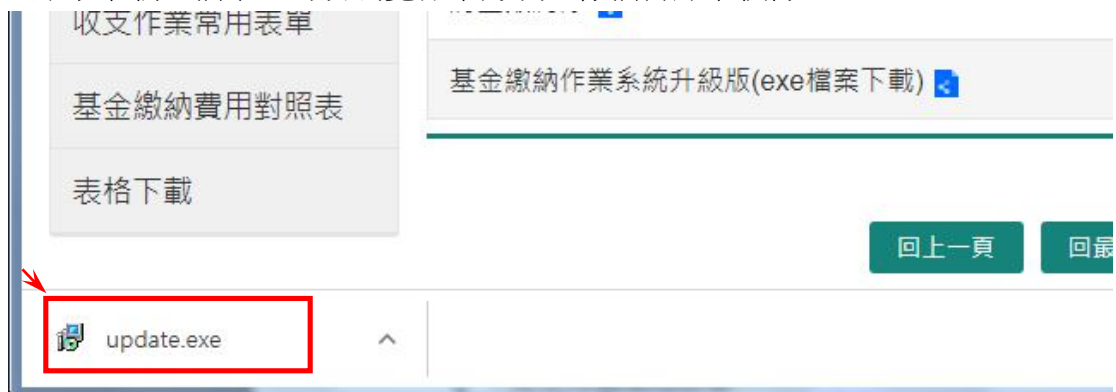 收支作業常用表單
基金繳納作業系統升級版(exe檔案下載)
基金繳納費用對照表
表格下載
回上一頁
回最
update.exe